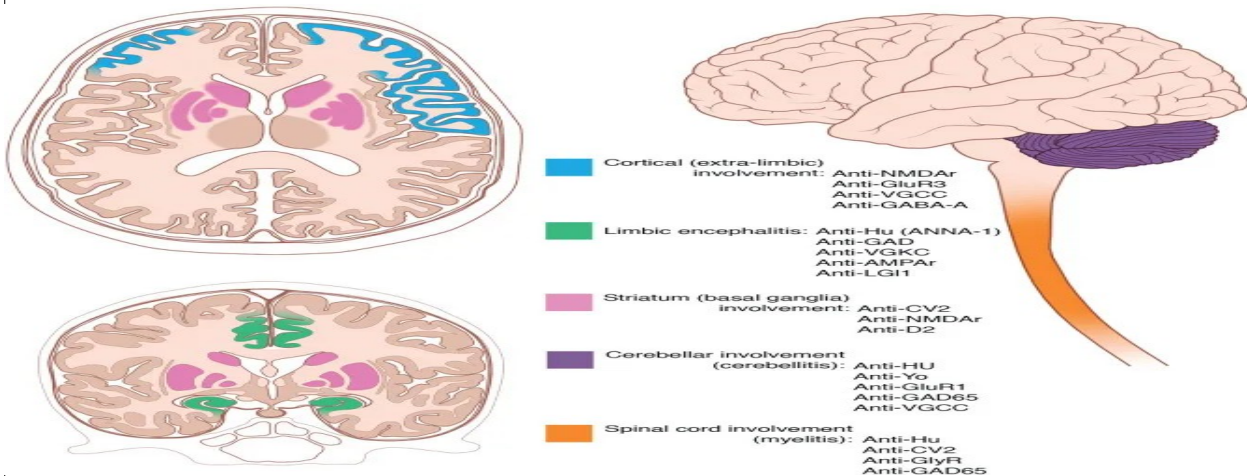 Cortical (extra-limbic)
involvement: Anti-NMDAr
Anti-GluR3
Anti-VGCC
Anti-GABA-A
Limbic encephalitis: Anti-Hu (ANNA-1)
Anti-GAD
Anti-VGKC
Anti-AMPAr
Anti-LGI1
Striatum (basal ganglia)
involvement: Anti-CV2
Anti-NMDAr
Anti-D2
Cerebellar involvement
(cerebellitis): Anti-HU
Anti-Yo
Anti-GluR1
Anti-GAD65
Anti-VGCC
Spinal cord involvement
(myelitis): Anti-Hu
Anti-CV2
Anti-GlyR
Anti-GAD65